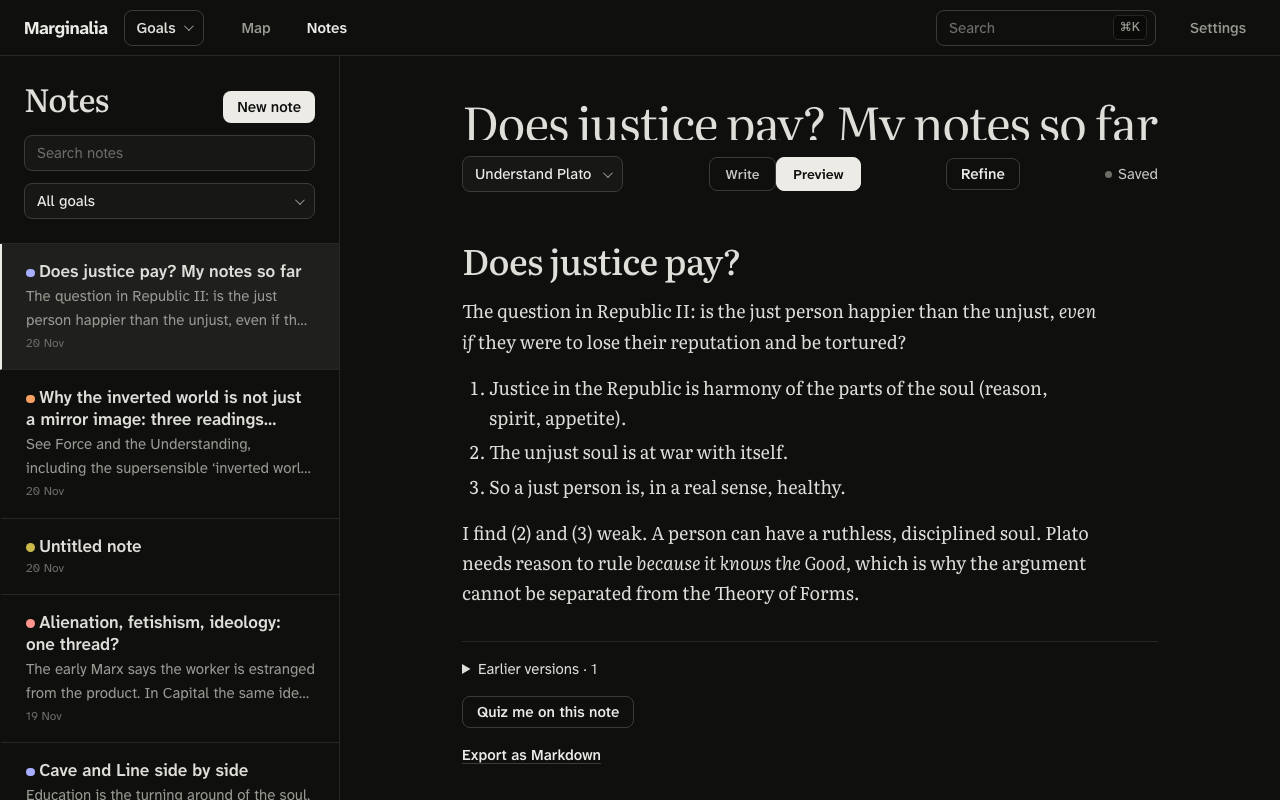 Marginalia
Goals
Map
Notes
Search
⌘K
Settings
Notes
New note
Search notes
All goals
Does justice pay? My notes so far
The question in Republic II: is the just
person happier than the unjust, even if th…
20 Nov
Why the inverted world is not just
a mirror image: three readings…
See Force and the Understanding,
including the supersensible ‘inverted worl…
20 Nov
Untitled note
20 Nov
Alienation, fetishism, ideology:
one thread?
The early Marx says the worker is estranged
from the product. In Capital the same ide…
19 Nov
Cave and Line side by side
Education is the turning around of the soul,
Does justice pay? My notes so far
Understand Plato
Write
Preview
Refine
Saved
Does justice pay?
The question in Republic II: is the just person happier than the unjust, even
if they were to lose their reputation and be tortured?
1. Justice in the Republic is harmony of the parts of the soul (reason,
spirit, appetite).
2. The unjust soul is at war with itself.
3. So a just person is, in a real sense, healthy.
I find (2) and (3) weak. A person can have a ruthless, disciplined soul. Plato
needs reason to rule because it knows the Good, which is why the argument
cannot be separated from the Theory of Forms.
Earlier versions · 1
Quiz me on this note
Export as Markdown